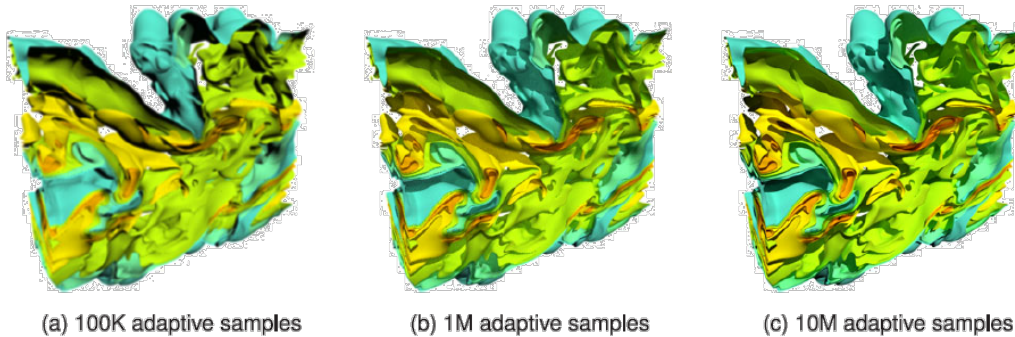 (a) 100K adaptive samples
(b) 1M adaptive samples
(c) 10M adaptive samples